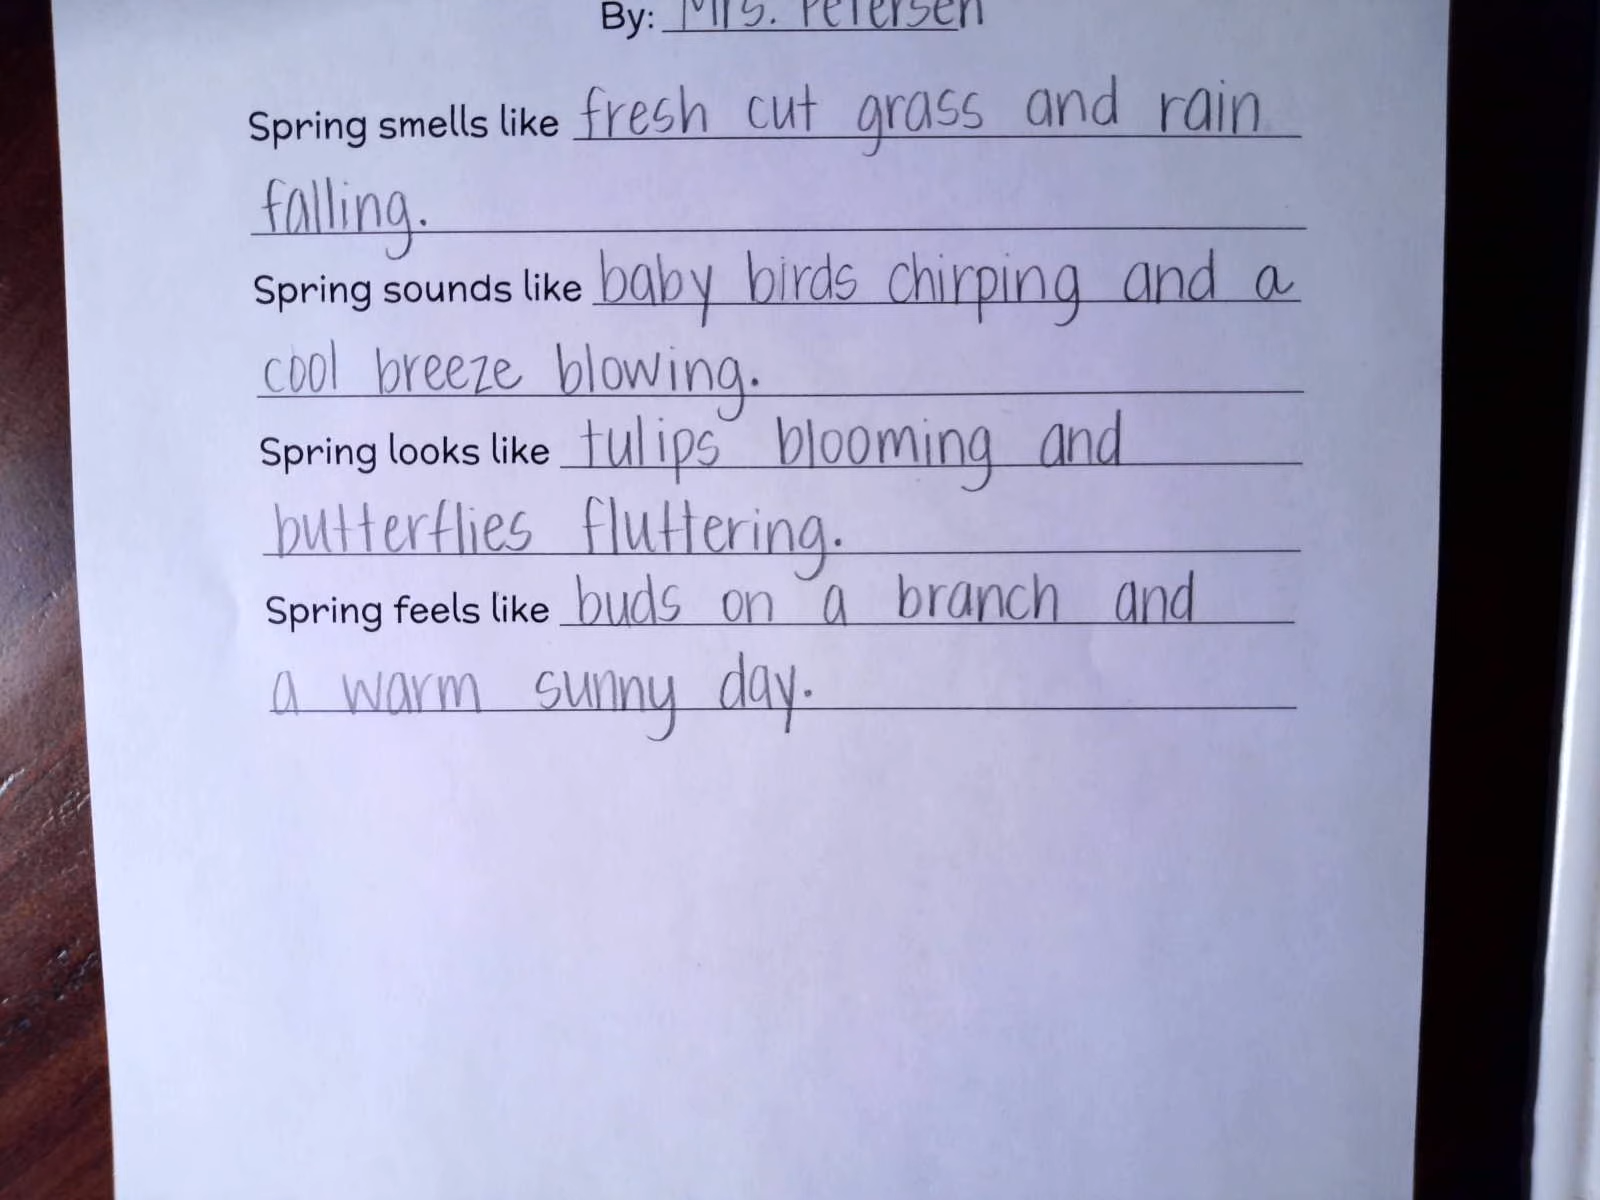 By: Mrs. Petersen
Spring smells like fresh cut grass and rain
falling.
Spring sounds like baby birds chirping and a
cool breeze blowing.
Spring looks like tulips blooming and
butterflies fluttering.
Spring feels like buds on a branch and
a warm sunny day.